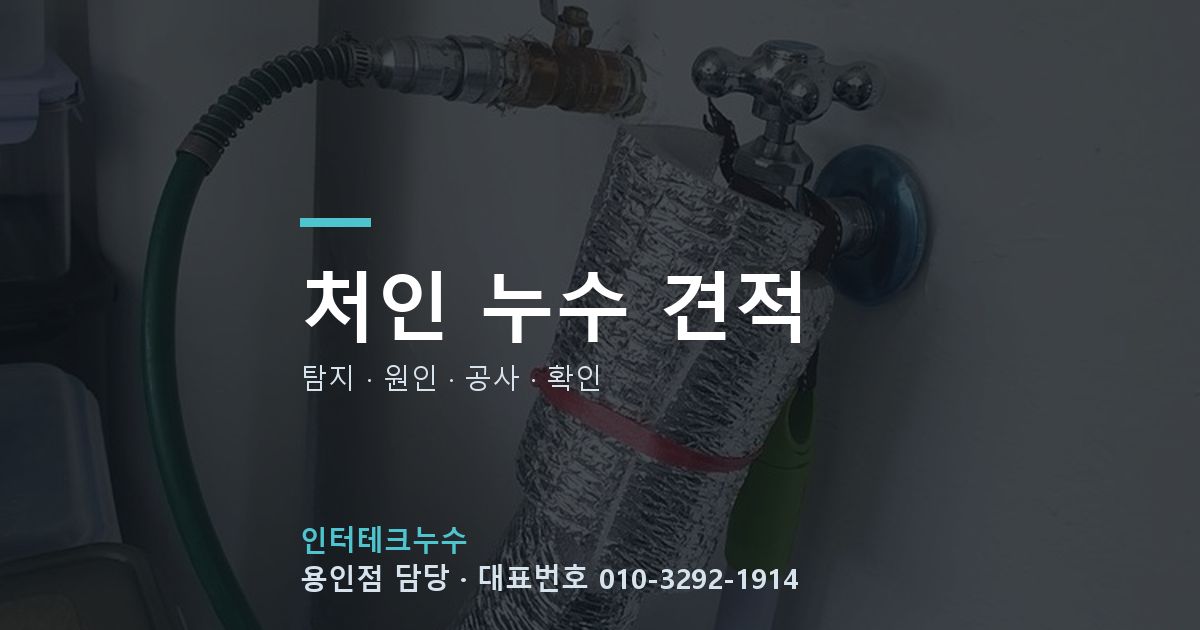 처인 누수 견적
탐지 · 원인 · 공사 · 확인
인터테크누수
용인점 담당 · 대표번호 010-3292-1914